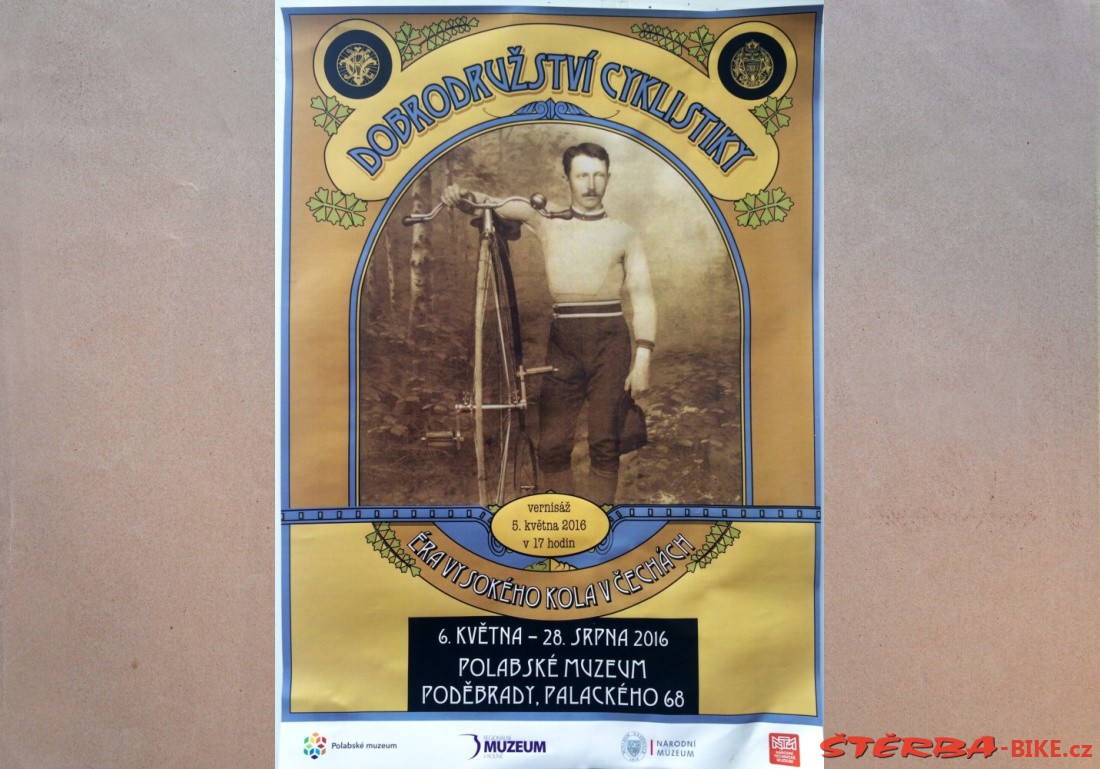 DOBRODRUŽSTVÍ CYKLISTIKY
vernisáž
5. května 2016
v 17 hodin
ÉRA VYSOKÉHO KOLA V ČECHÁCH
6. KVĚTNA – 28. SRPNA 2016
POLABSKÉ MUZEUM
PODĚBRADY, PALACKÉHO 68
Polabské muzeum
MUZEUM
NÁRODNÍ
MUZEUM
ŠTĚRBA-BIKE.cz